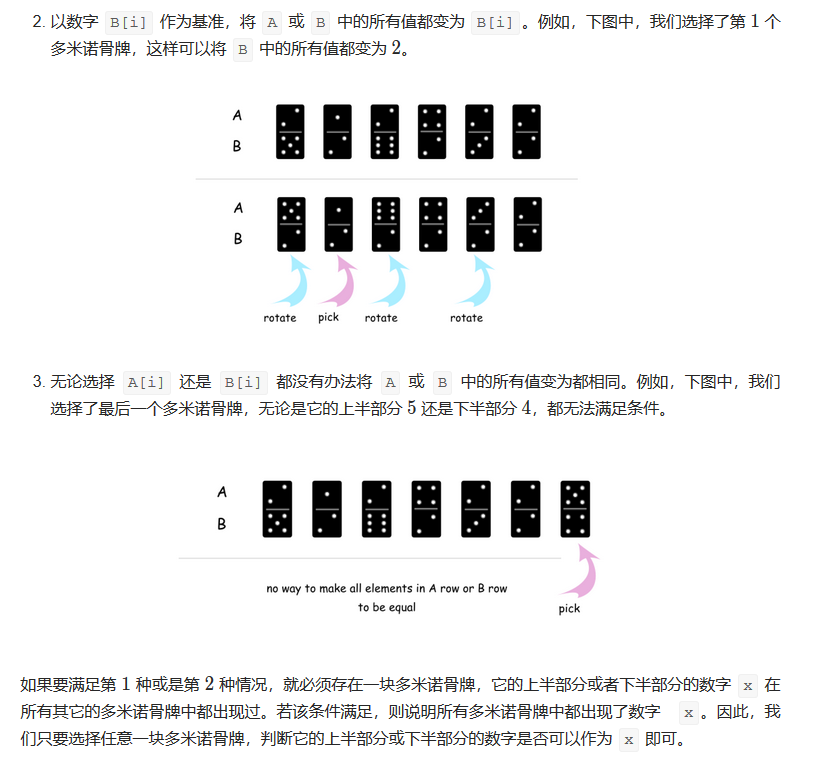 2. 以数字 B[i] 作为基准，将 A 或 B 中的所有值都变为 B[i] 。例如，下图中，我们选择了第 1 个
多米诺骨牌，这样可以将 B 中的所有值都变为 2。
A
B
A
B
rotate pick rotate rotate
3. 无论选择 A[i] 还是 B[i] 都没有办法将 A 或 B 中的所有值变为都相同。例如，下图中，我们
选择了最后一个多米诺骨牌，无论是它的上半部分 5 还是下半部分 4，都无法满足条件。
A
B
no way to make all elements in A row or B row
to be equal
pick
如果要满足第 1 种或是第 2 种情况，就必须存在一块多米诺骨牌，它的上半部分或者下半部分的数字 x 在
所有其它的多米诺骨牌中都出现过。若该条件满足，则说明所有多米诺骨牌中都出现了数字 x 。因此，我
们只要选择任意一块多米诺骨牌，判断它的上半部分或下半部分的数字是否可以作为 x 即可。